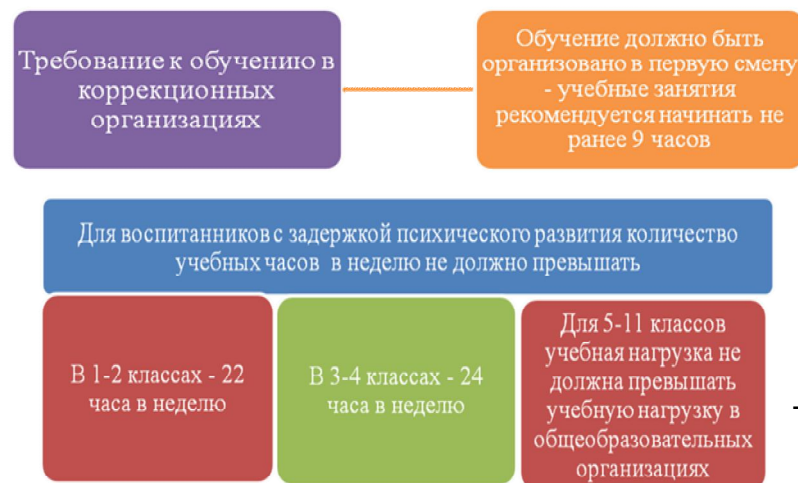 Требование к обучению в
коррекционных
организациях
Обучение должно быть
организовано в первую смену
- учебные занятия
рекомендуется начинать не
ранее 9 часов
Для воспитанников с задержкой психического развития количество
учебных часов в неделю не должно превышать
В 1-2 классах - 22
часа в неделю
В 3-4 классах - 24
часа в неделю
Для 5-11 классов
учебная нагрузка не
должна превышать
учебную нагрузку в
общеобразовательных
организациях